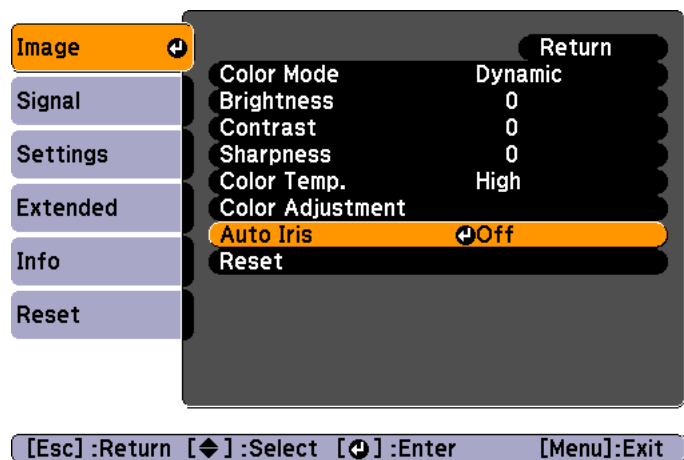 Image
Signal
Settings
Extended
Info
Reset
Return
Color Mode Dynamic
Brightness 0
Contrast 0
Sharpness 0
Color Temp. High
Color Adjustment
Auto Iris Off
Reset
[Esc] :Return [ ] :Select [ ] :Enter [Menu]:Exit